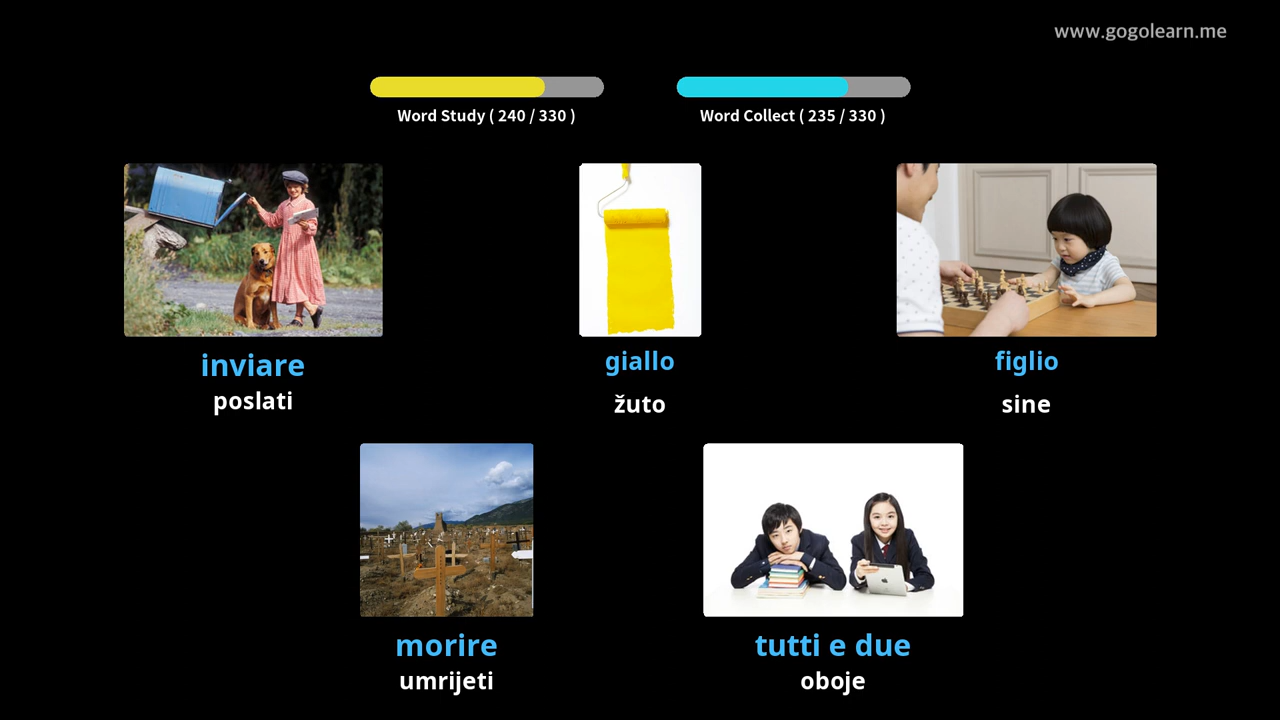 www.gogolearn.me
Word Study ( 240 / 330 )
Word Collect ( 235 / 330 )
inviare
poslati
giallo
žuto
figlio
sine
morire
umrijeti
tutti e due
oboje